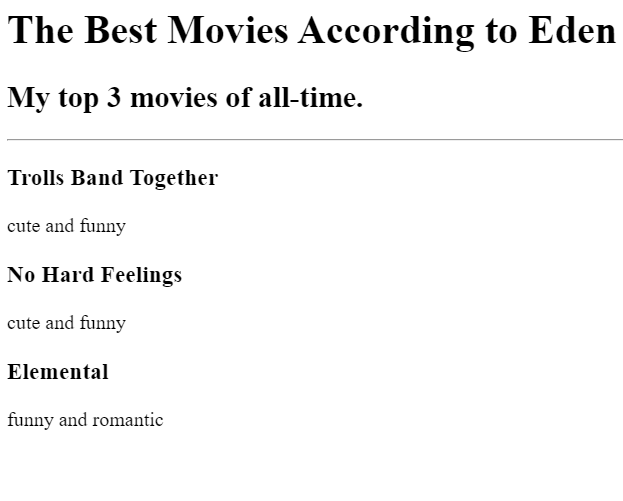 The Best Movies According to Eden
My top 3 movies of all-time.
Trolls Band Together
cute and funny
No Hard Feelings
cute and funny
Elemental
funny and romantic